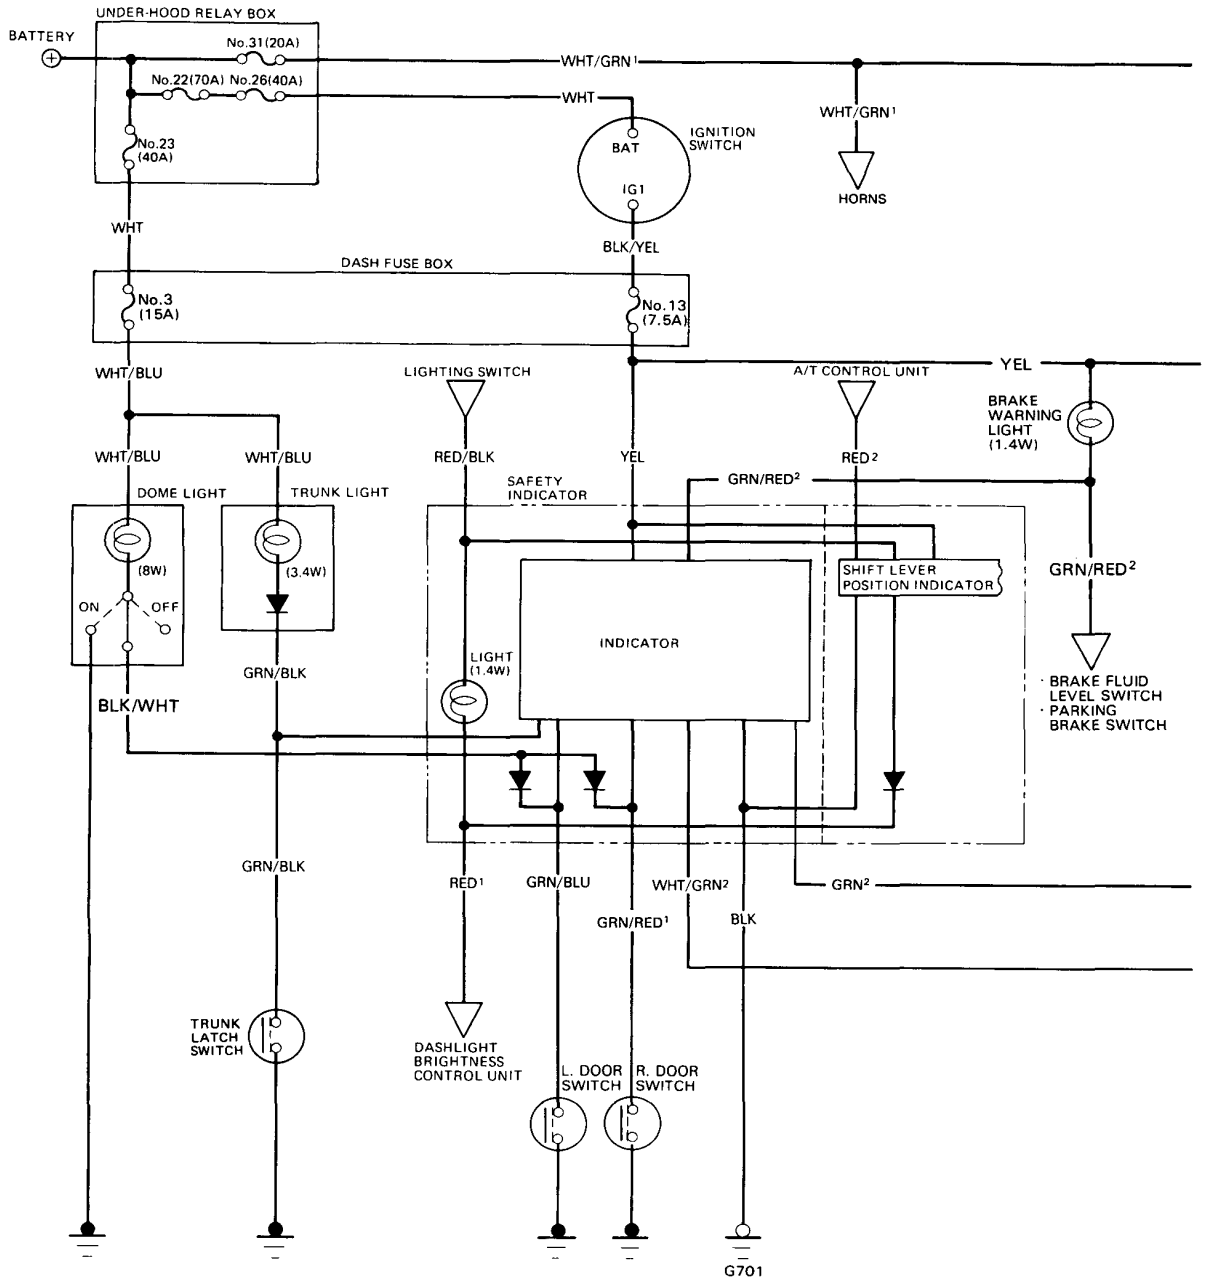 UNDER-HOOD RELAY BOX
BATTERY
No.31(20A)
WHT/GRN1
No.22(70A) No.26(40A)
WHT
WHT/GRN1
IGNITION
SWITCH
BAT
No.23
(40A)
IG1
HORNS
WHT
BLK/YEL
DASH FUSE BOX
No.3
(15A)
No.13
(7.5A)
WHT/BLU
LIGHTING SWITCH
A/T CONTROL UNIT
YEL
BRAKE
WARNING
LIGHT
(1.4W)
WHT/BLU
WHT/BLU
RED/BLK
YEL
RED2
GRN/RED2
SAFETY
INDICATOR
DOME LIGHT
TRUNK LIGHT
(8W)
(3.4W)
SHIFT LEVER
POSITION INDICATOR
GRN/RED2
ON
OFF
INDICATOR
LIGHT
(1.4W)
GRN/BLK
BLK/WHT
· BRAKE FLUID
LEVEL SWITCH
· PARKING
BRAKE SWITCH
GRN/BLK
RED1
GRN/BLU
WHT/GRN2
GRN2
GRN/RED1
BLK
TRUNK
LATCH
SWITCH
DASHLIGHT
BRIGHTNESS
CONTROL UNIT
L. DOOR
SWITCH
R. DOOR
SWITCH
G701